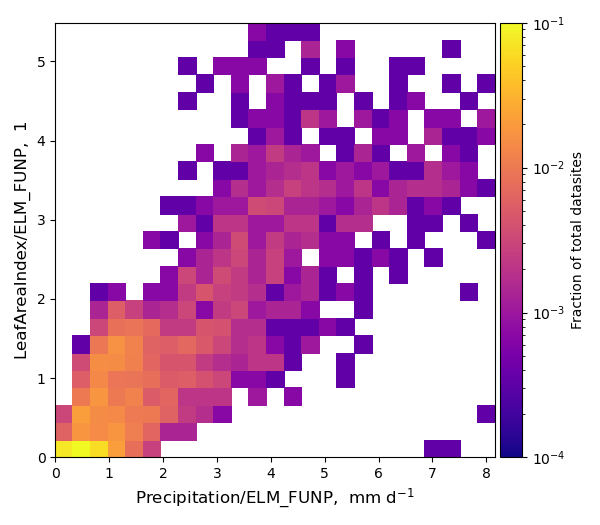 5
4
3
2
1
0
LeafAreaIndex/ELM_FUNP,  1
0 1 2 3 4 5 6 7 8
Precipitation/ELM_FUNP,  mm d⁻¹
10⁻¹
10⁻²
10⁻³
10⁻⁴
Fraction of total datasites